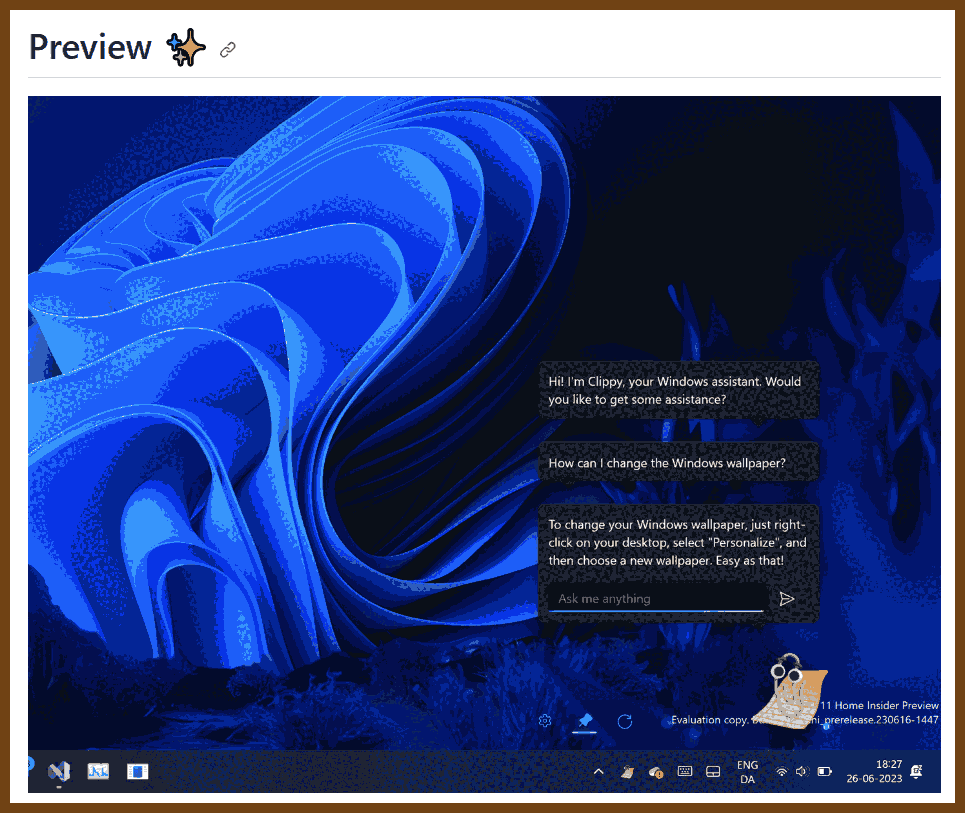 Preview
Hi! I'm Clippy, your Windows assistant. Would
you like to get some assistance?
How can I change the Windows wallpaper?
To change your Windows wallpaper, just right-
click on your desktop, select "Personalize", and
then choose a new wallpaper. Easy as that!
Ask me anything
11 Home Insider Preview
Evaluation copy. ni_prerelease.230616-1447
ENG
DA
18:27
26-06-2023